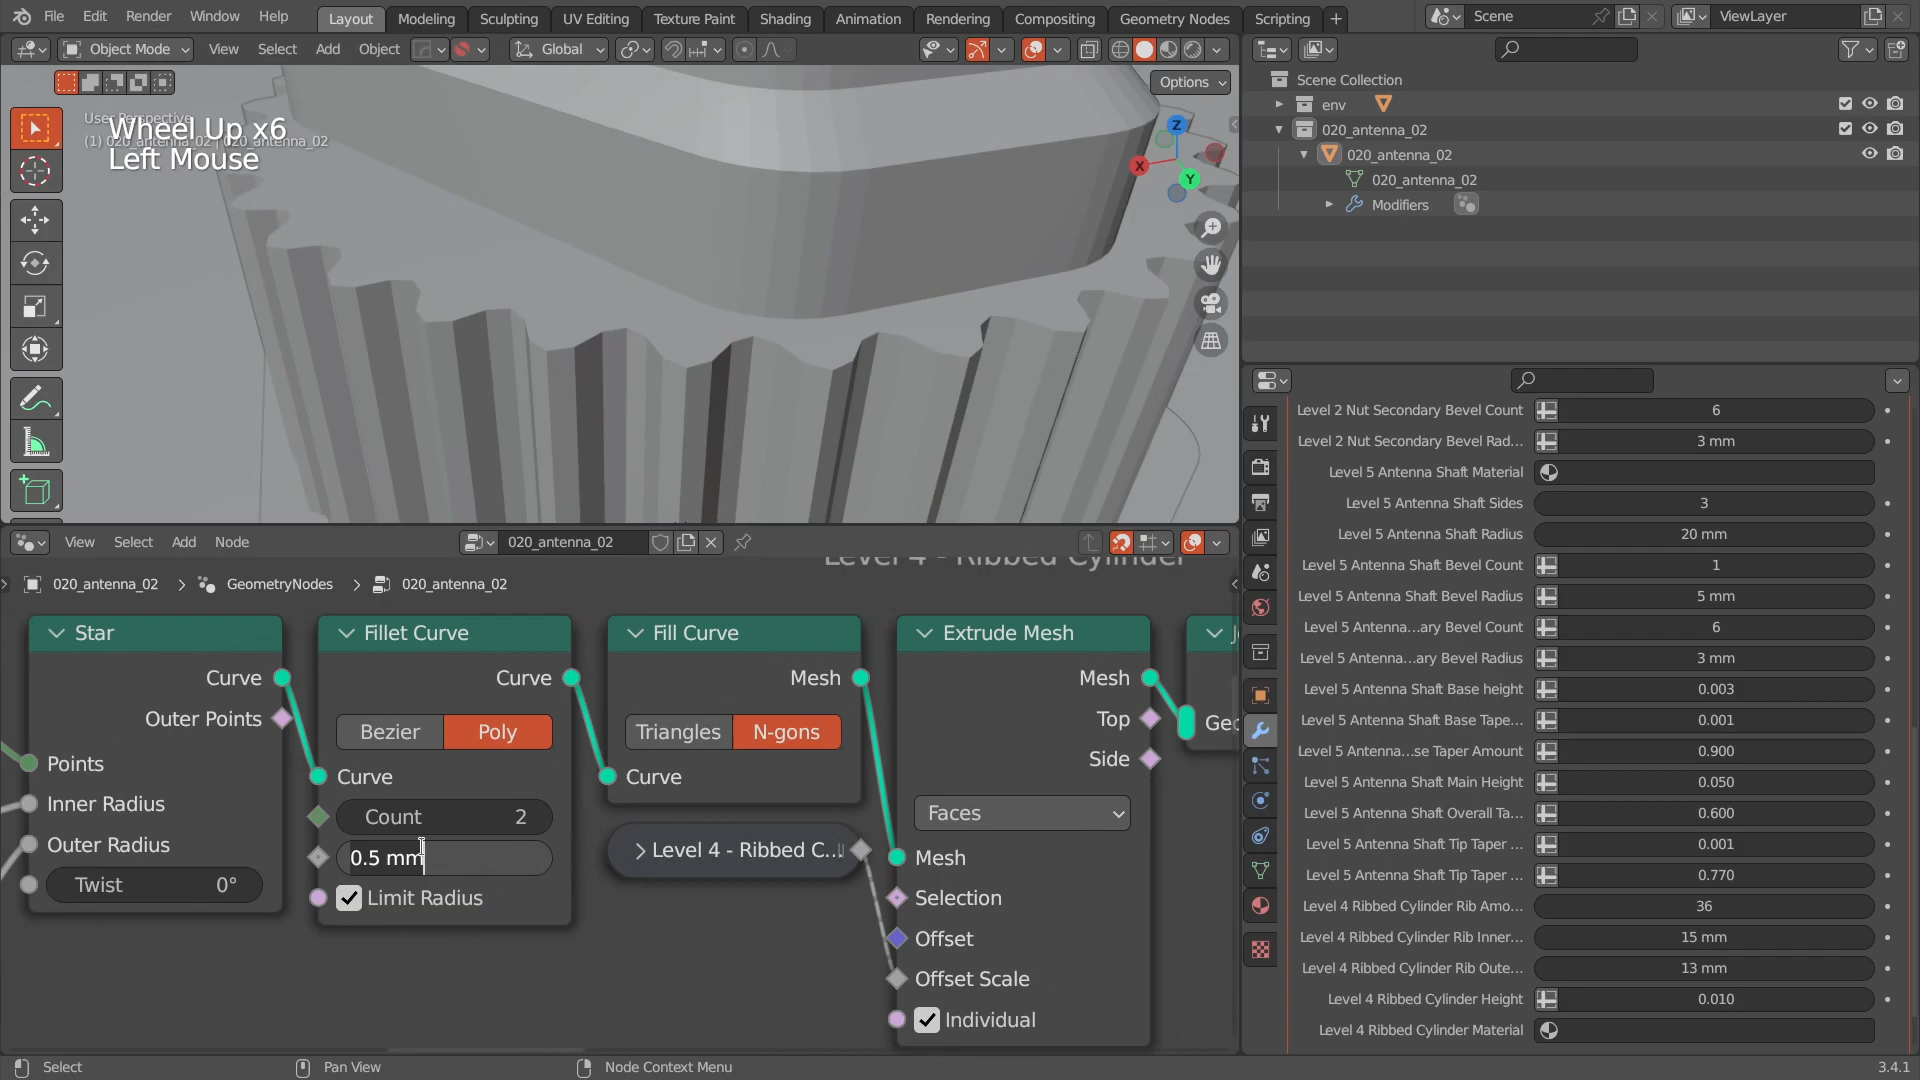 File Edit Render Window Help Layout Modeling Sculpting UV Editing Texture Paint Shading Animation Rendering Compositing Geometry Nodes Scripting + Scene ViewLayer
Object Mode View Select Add Object Global
Options
User Perspective
(1) 020_antenna_02 | 020_antenna_02
Wheel Up x6
Left Mouse
Z
X
Y
Scene Collection
env
020_antenna_02
020_antenna_02
020_antenna_02
Modifiers
View Select Add Node 020_antenna_02
Level 4 - Ribbed Cylinder
020_antenna_02 > GeometryNodes > 020_antenna_02
Star
Curve
Outer Points
Points
Inner Radius
Outer Radius
Twist 0°
Fillet Curve
Curve
Bezier Poly
Curve
Count 2
0.5 mm
Limit Radius
Fill Curve
Mesh
Triangles N-gons
Curve
Level 4 - Ribbed C...
Extrude Mesh
Mesh
Top
Side
Faces
Mesh
Selection
Offset
Offset Scale
Individual
Level 2 Nut Secondary Bevel Count 6
Level 2 Nut Secondary Bevel Rad... 3 mm
Level 5 Antenna Shaft Material
Level 5 Antenna Shaft Sides 3
Level 5 Antenna Shaft Radius 20 mm
Level 5 Antenna Shaft Bevel Count 1
Level 5 Antenna Shaft Bevel Radius 5 mm
Level 5 Antenna...ary Bevel Count 6
Level 5 Antenna...ary Bevel Radius 3 mm
Level 5 Antenna Shaft Base height 0.003
Level 5 Antenna Shaft Base Tape... 0.001
Level 5 Antenna...se Taper Amount 0.900
Level 5 Antenna Shaft Main Height 0.050
Level 5 Antenna Shaft Overall Ta... 0.600
Level 5 Antenna Shaft Tip Taper ... 0.001
Level 5 Antenna Shaft Tip Taper ... 0.770
Level 4 Ribbed Cylinder Rib Amo... 36
Level 4 Ribbed Cylinder Rib Inner... 15 mm
Level 4 Ribbed Cylinder Rib Oute... 13 mm
Level 4 Ribbed Cylinder Height 0.010
Level 4 Ribbed Cylinder Material
Select Pan View Node Context Menu 3.4.1